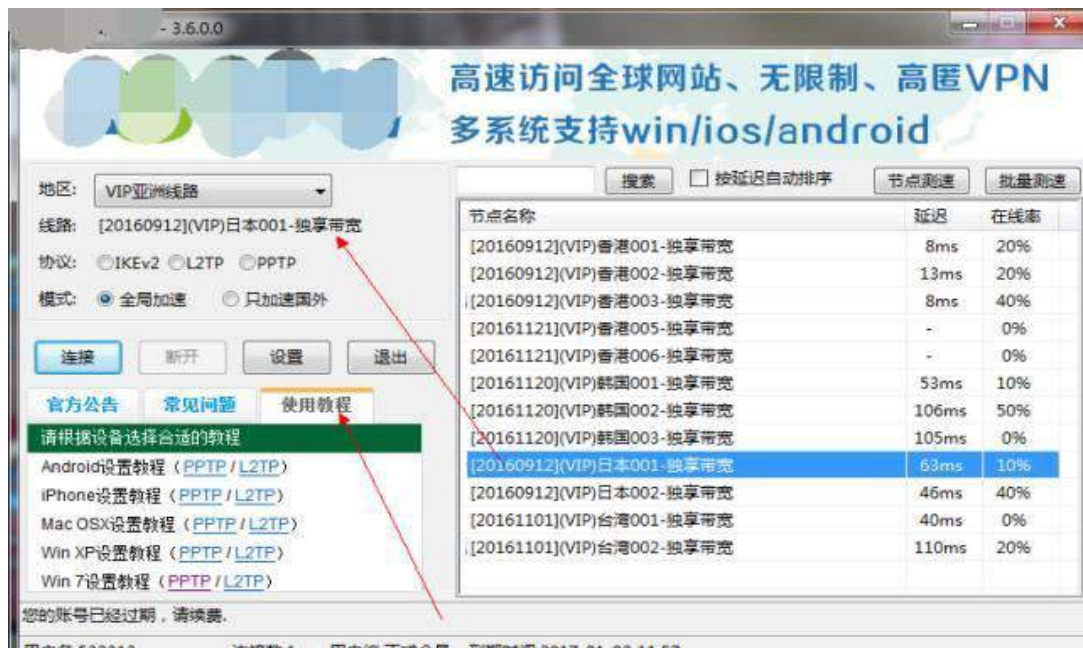 - 3.6.0.0
高速访问全球网站、无限制、高匿VPN
多系统支持win/ios/android
地区: VIP亚洲线路
线路: [20160912](VIP)日本001-独享带宽
协议: IKEv2 L2TP PPTP
模式: 全局加速 只加速国外
连接 断开 设置 退出
官方公告 常见问题 使用教程
请根据设备选择合适的教程
Android设置教程（PPTP / L2TP）
iPhone设置教程（PPTP / L2TP）
Mac OSX设置教程（PPTP / L2TP）
Win XP设置教程（PPTP / L2TP）
Win 7设置教程（PPTP / L2TP）
搜索 按延迟自动排序 节点测速 批量测速
节点名称 延迟 在线率
[20160912](VIP)香港001-独享带宽 8ms 20%
[20160912](VIP)香港002-独享带宽 13ms 20%
[20160912](VIP)香港003-独享带宽 8ms 40%
[20161121](VIP)香港005-独享带宽 - 0%
[20161121](VIP)香港006-独享带宽 - 0%
[20161120](VIP)韩国001-独享带宽 53ms 10%
[20161120](VIP)韩国002-独享带宽 106ms 50%
[20161120](VIP)韩国003-独享带宽 105ms 0%
[20160912](VIP)日本001-独享带宽 63ms 10%
[20160912](VIP)日本002-独享带宽 46ms 40%
[20161101](VIP)台湾001-独享带宽 40ms 0%
[20161101](VIP)台湾002-独享带宽 110ms 20%
您的账号已经过期，请续费.